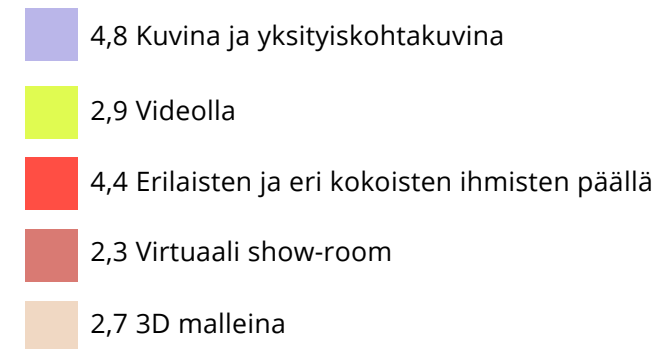 4,8 Kuvina ja yksityiskohtakuvina
2,9 Videolla
4,4 Erilaisten ja eri kokoisten ihmisten päällä
2,3 Virtuaali show-room
2,7 3D malleina